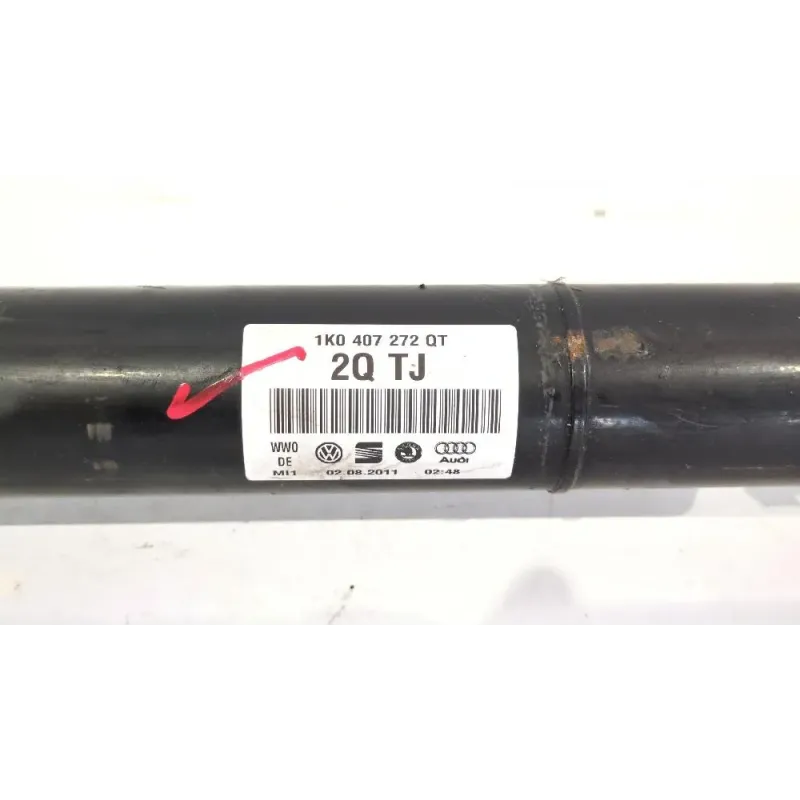 1K0 407 272 QT
2Q TJ
WW0
DE
Audi
MI1 02.08.2011 02:48